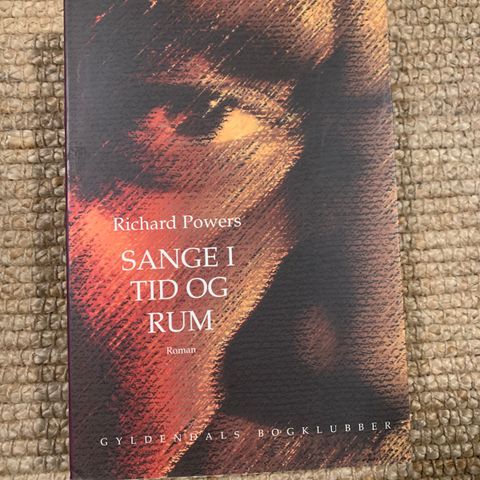 Richard Powers
SANGE I
TID OG
RUM
Roman
GYLDENDALS BOGKLUBBER